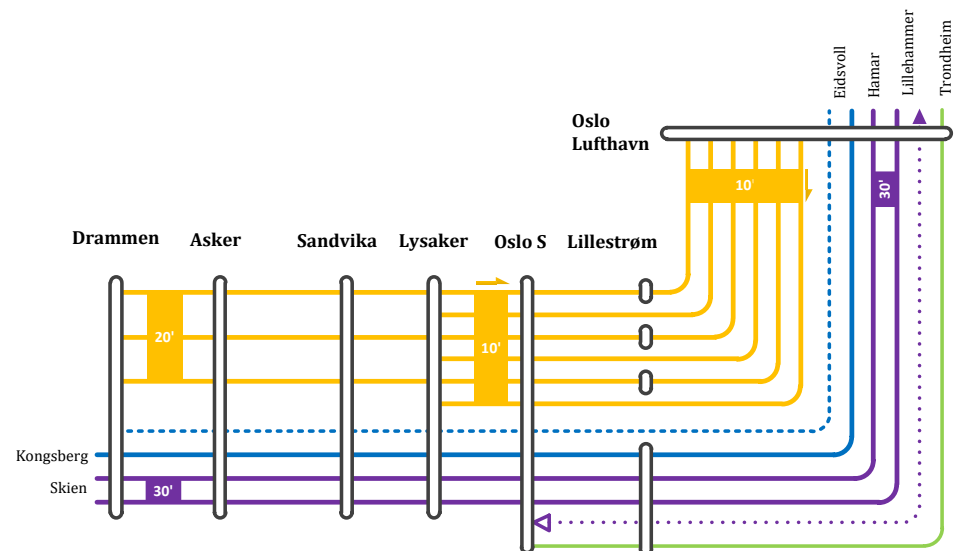 Eidsvoll
Hamar
Lillehammer
Trondheim
Oslo
Lufthavn
10'
30'
Drammen
Asker
Sandvika
Lysaker
Oslo S
Lillestrøm
20'
10'
Kongsberg
Skien
30'